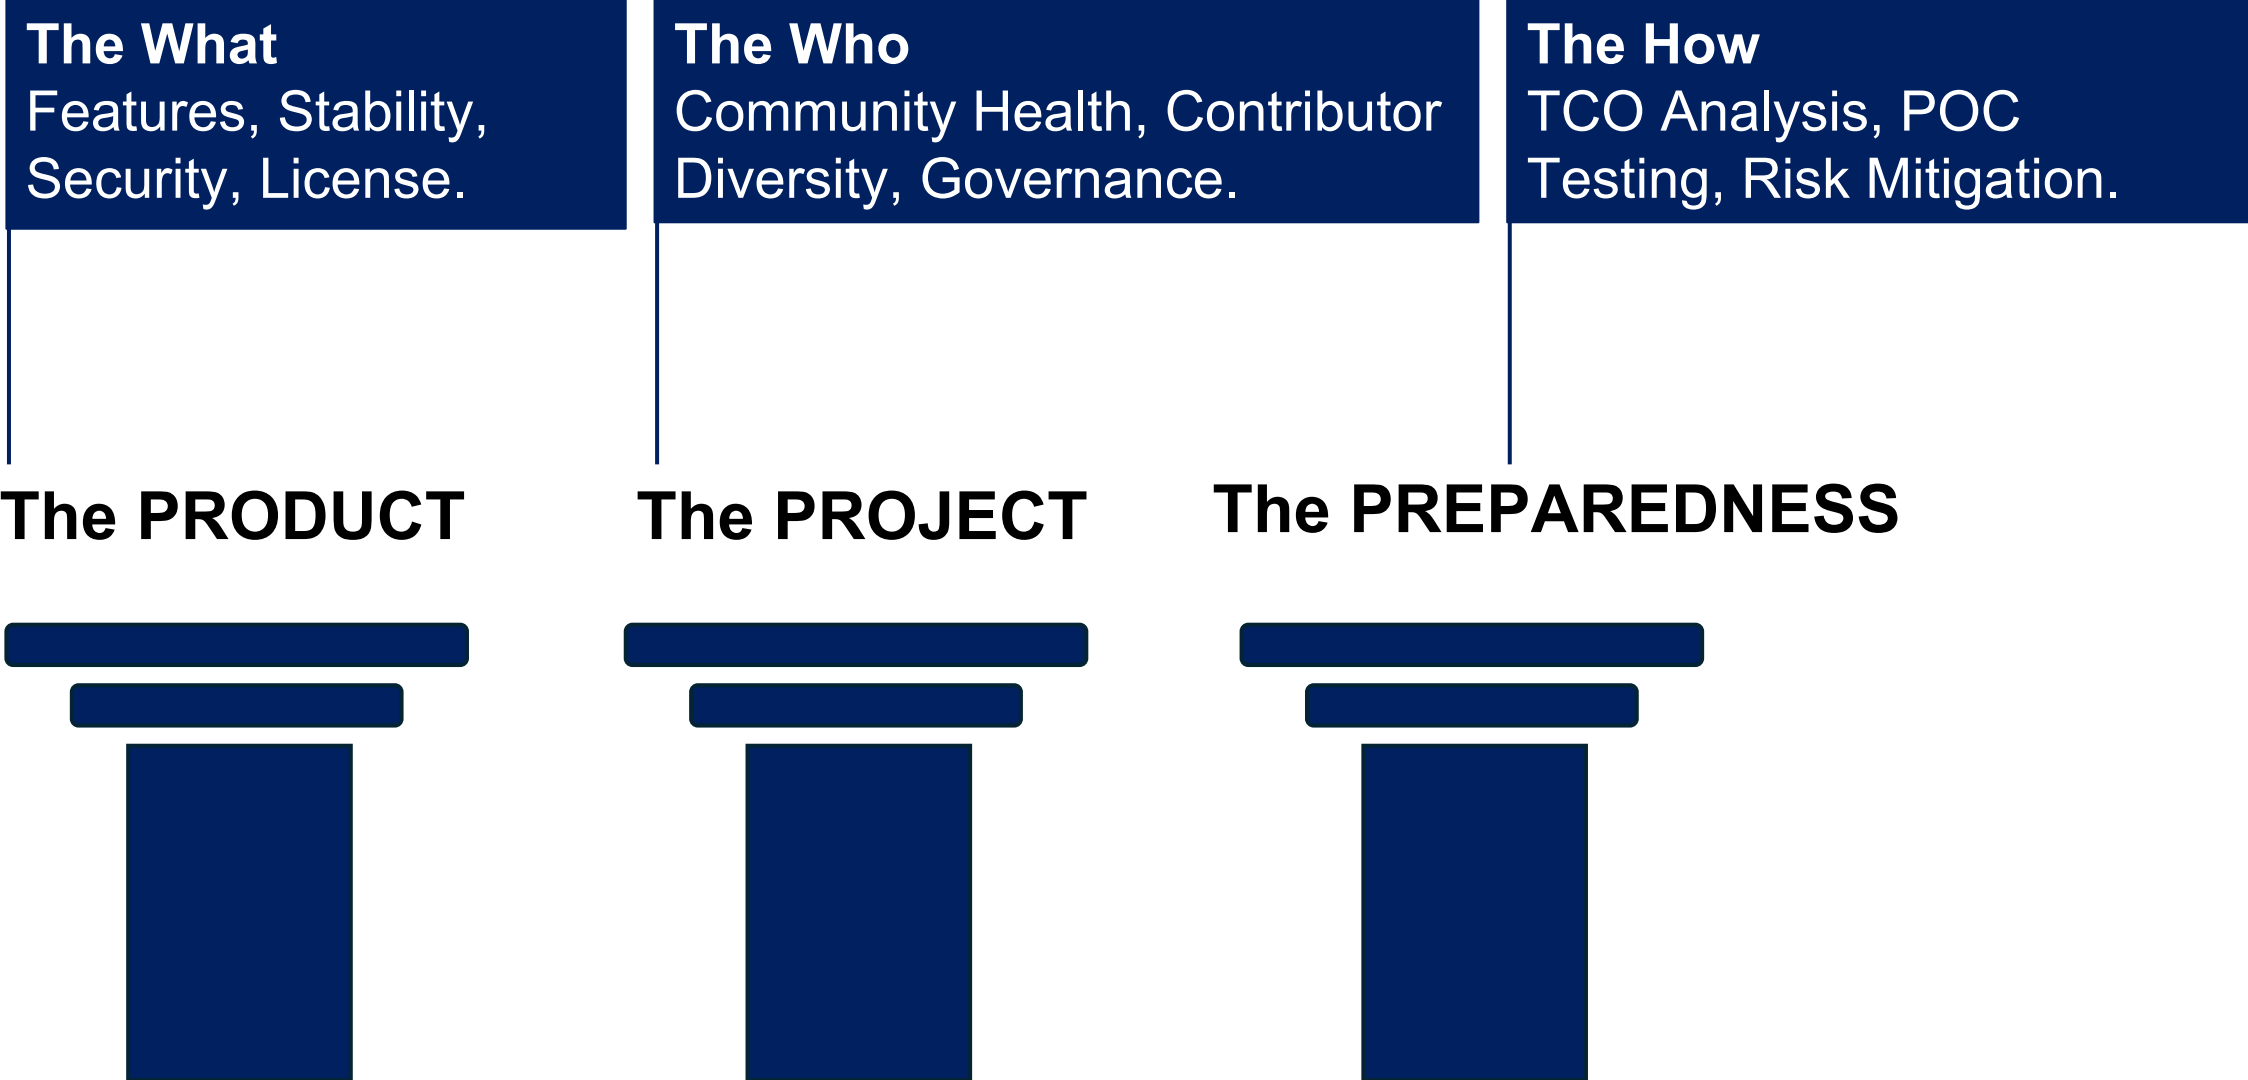 The What
Features, Stability,
Security, License.
The Who
Community Health, Contributor
Diversity, Governance.
The How
TCO Analysis, POC
Testing, Risk Mitigation.
The PRODUCT
The PROJECT
The PREPAREDNESS